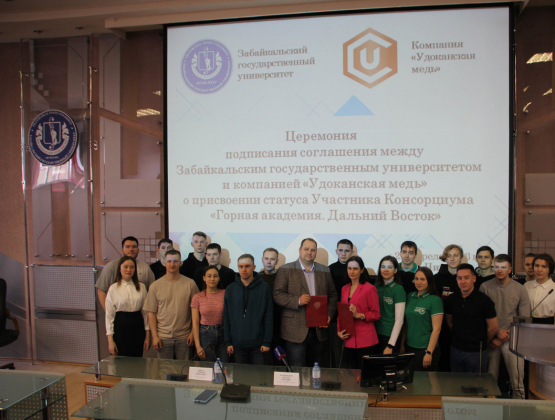 Забайкальский
государственный
университет
Компания
«Удоканская
медь»
Церемония
подписания соглашения между
Забайкальским государственным университетом
и компанией «Удоканская медь»
о присвоении статуса Участника Консорциума
«Горная академия. Дальний Восток»